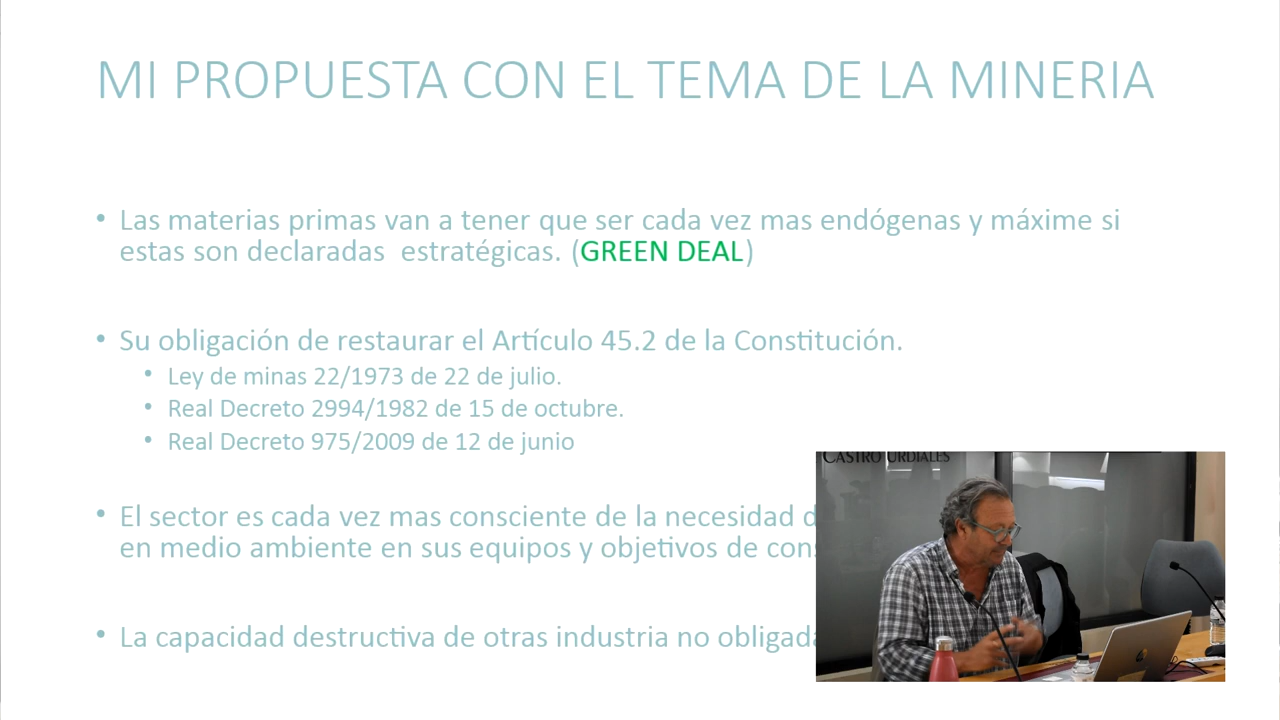 MI PROPUESTA CON EL TEMA DE LA MINERIA
• Las materias primas van a tener que ser cada vez mas endógenas y máxime si
estas son declaradas  estratégicas. (GREEN DEAL)
• Su obligación de restaurar el Artículo 45.2 de la Constitución.
• Ley de minas 22/1973 de 22 de julio.
• Real Decreto 2994/1982 de 15 de octubre.
• Real Decreto 975/2009 de 12 de junio
• El sector es cada vez mas consciente de la necesidad
en medio ambiente en sus equipos y objetivos de
• La capacidad destructiva de otras industria no
CASTRO URDIALES